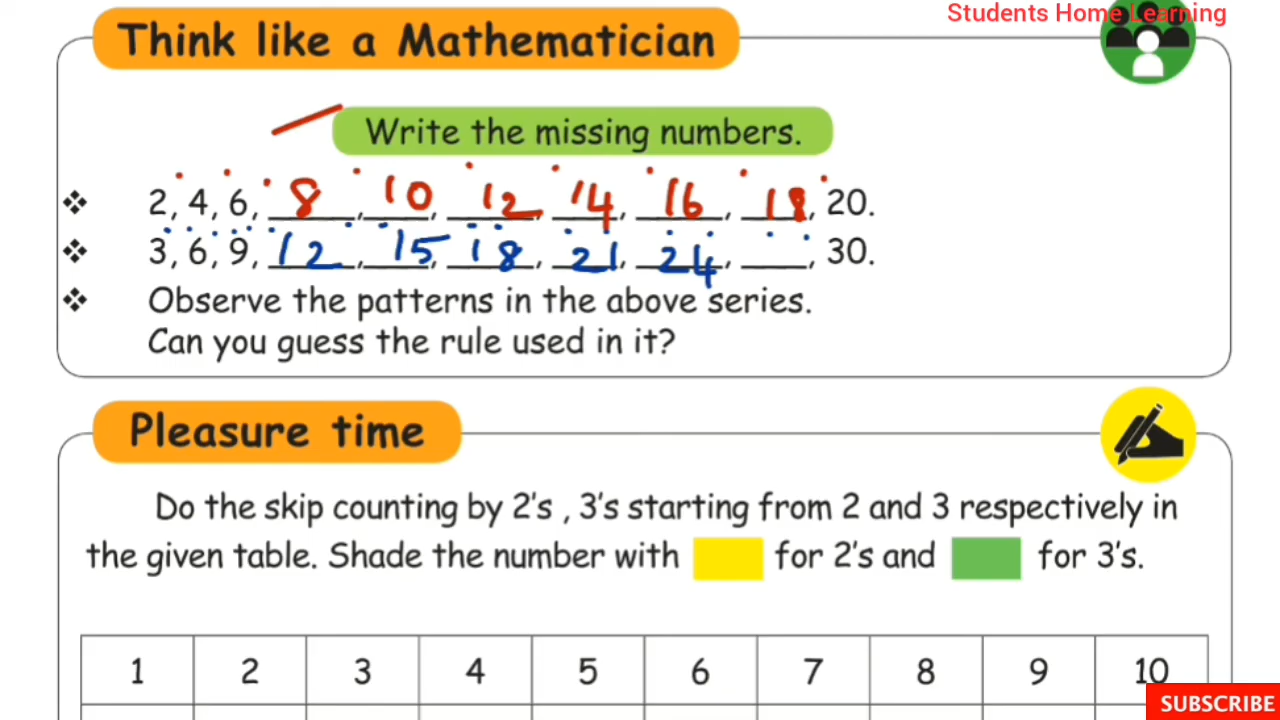 Students Home Learning
Think like a Mathematician
Write the missing numbers.
❖ 2, 4, 6, 8, 10, 12, 14, 16, 18, 20.
❖ 3, 6, 9, 12, 15, 18, 21, 24, ____, 30.
❖ Observe the patterns in the above series.
Can you guess the rule used in it?
Pleasure time
Do the skip counting by 2's , 3's starting from 2 and 3 respectively in
the given table. Shade the number with for 2's and for 3's.
1 2 3 4 5 6 7 8 9 10
SUBSCRIBE